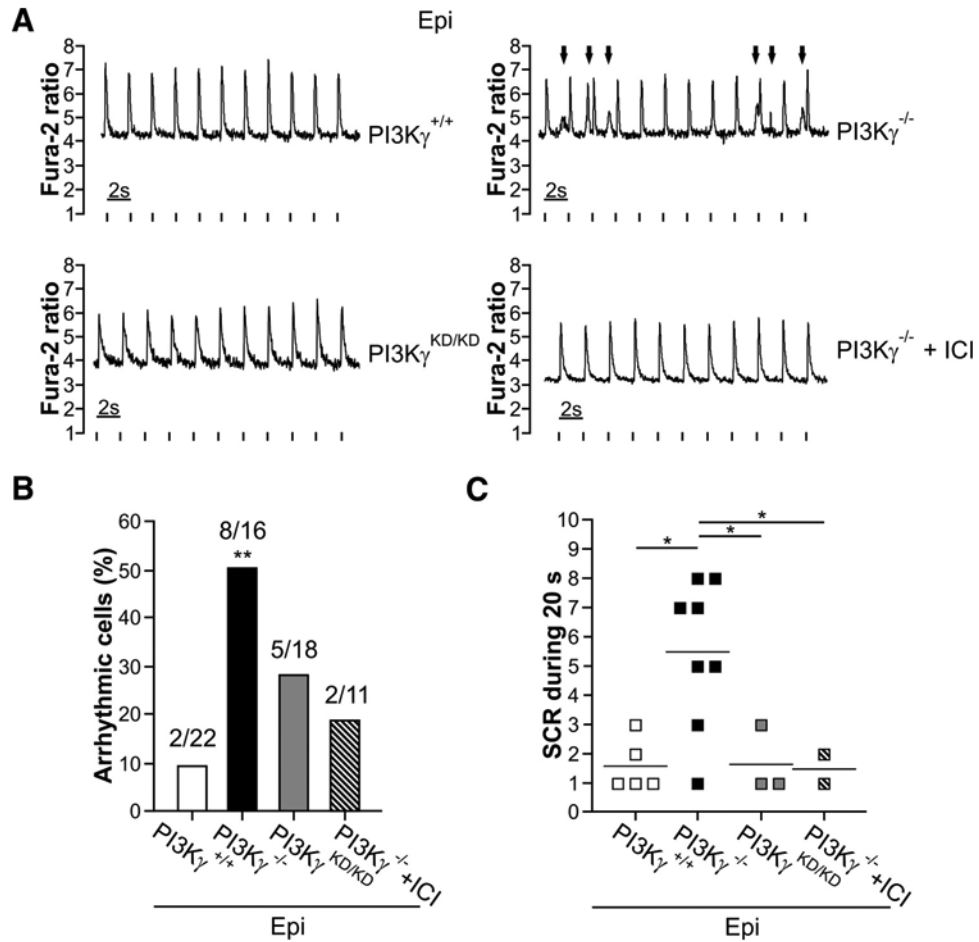 A
Epi
Fura-2 ratio
8
7
6
5
4
3
2
1
2s
PI3Kγ+/+
Fura-2 ratio
8
7
6
5
4
3
2
1
2s
PI3Kγ-/-
Fura-2 ratio
8
7
6
5
4
3
2
1
2s
PI3KγKD/KD
Fura-2 ratio
8
7
6
5
4
3
2
1
2s
PI3Kγ-/- + ICI
B
Arrhythmic cells (%)
60
50
30
20
10
0
2/22
8/16
**
5/18
2/11
PI3Kγ+/+
PI3Kγ-/-
PI3KγKD/KD
PI3Kγ-/-+ICI
Epi
C
SCR during 20 s
10
9
8
7
6
5
4
3
2
1
0
*
*
*
PI3Kγ+/+
PI3Kγ-/-
PI3KγKD/KD
PI3Kγ-/-+ICI
Epi